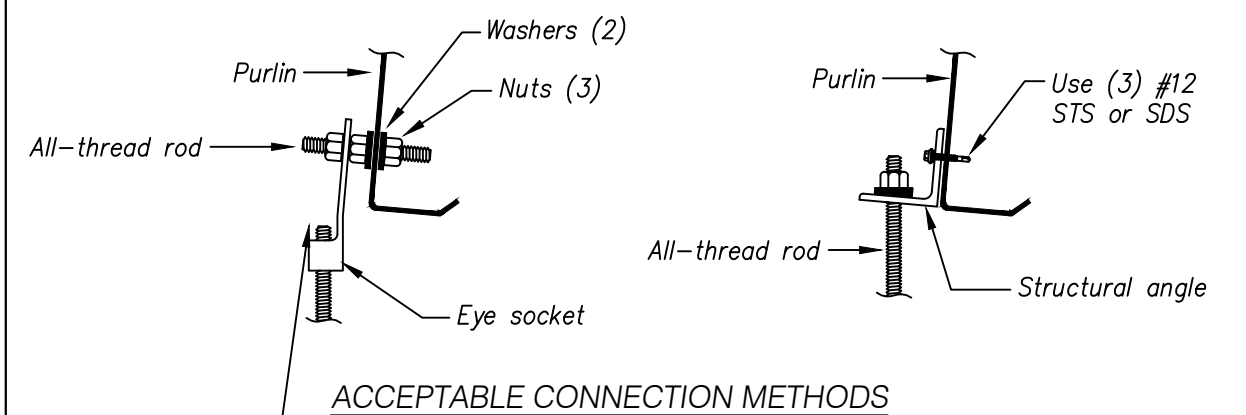 Washers (2)
Purlin
Nuts (3)
All-thread rod
Eye socket
Purlin
Use (3) #12
STS or SDS
All-thread rod
Structural angle
ACCEPTABLE CONNECTION METHODS